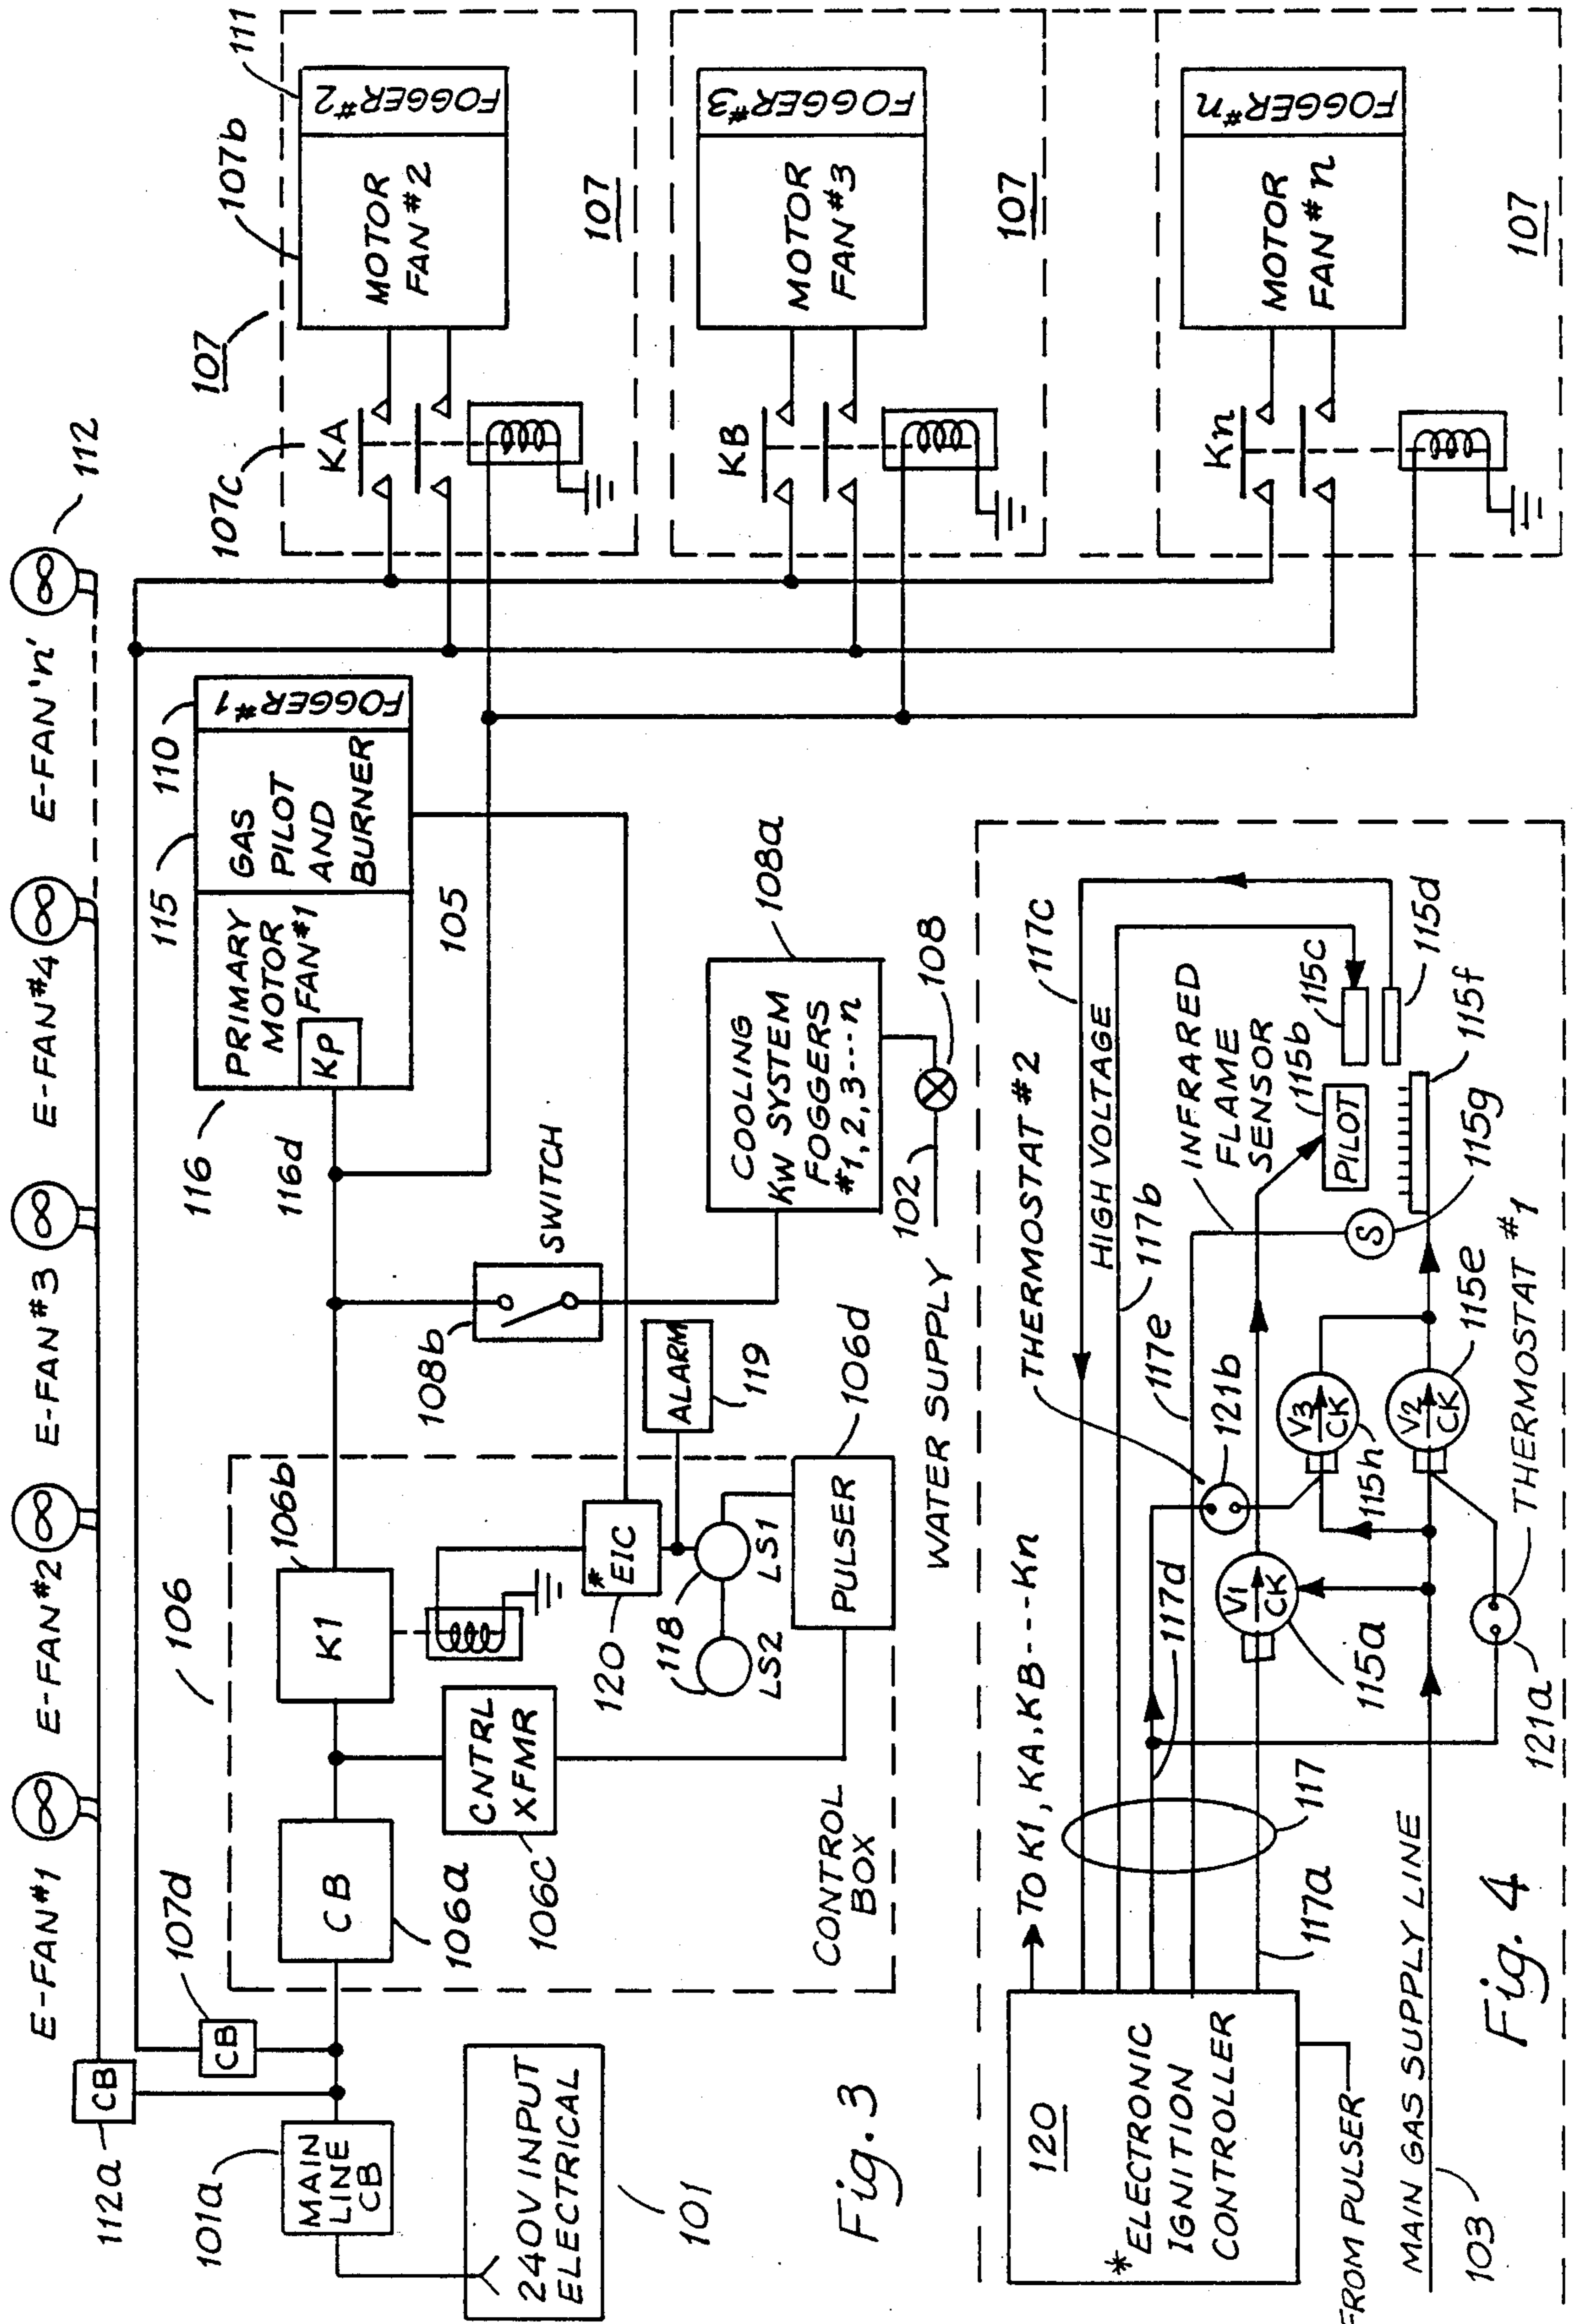 E-FAN#1
E-FAN#2
E-FAN#3
E-FAN#4
E-FAN'n'
112
112a
CB
107d
CB
101a
MAIN
LINE
CB
240V INPUT
ELECTRICAL
101
106
CB
106a
K1
106b
CNTRL
XFMR
106c
*
EIC
120
118
LS2
LS1
PULSER
106d
CONTROL
BOX
ALARM
119
108b
SWITCH
116
116d
PRIMARY
MOTOR
FAN#1
KP
115
GAS
PILOT
AND
BURNER
110
FOGGER#1
105
COOLING
KW SYSTEM
FOGGERS
#1,2,3---n
108a
108
102
WATER SUPPLY
107
107c
KA
107b
MOTOR
FAN#2
FOGGER#2
111
107
KB
MOTOR
FAN#3
FOGGER#3
107
Kn
MOTOR
FAN#n
FOGGER#n
107
Fig.3
120
*ELECTRONIC
IGNITION
CONTROLLER
FROM PULSER
TO K1, KA, KB---Kn
117
117a
117d
117e
117b
117c
HIGH VOLTAGE
THERMOSTAT #2
121b
INFRARED
FLAME
SENSOR
115b
PILOT
115c
115d
115f
115g
S
V1
CK
115a
V3
CK
115h
V2
CK
115e
THERMOSTAT #1
121a
MAIN GAS SUPPLY LINE
103
Fig. 4